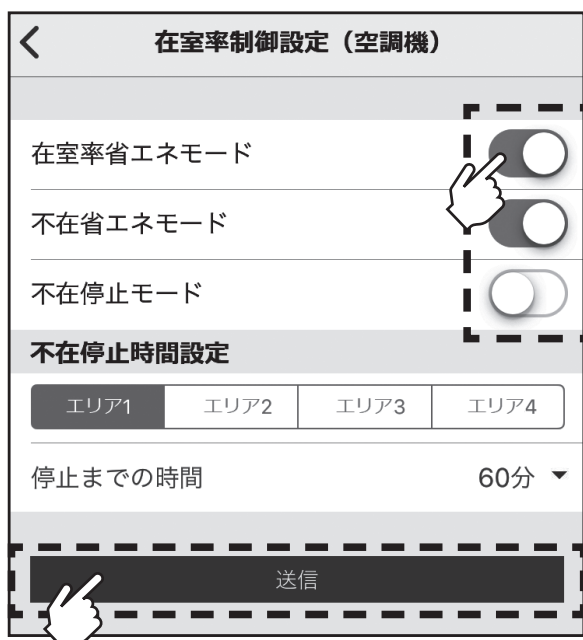 在室率制御設定（空調機）
在室率省エネモード
不在省エネモード
不在停止モード
不在停止時間設定
エリア1 エリア2 エリア3 エリア4
停止までの時間 60分
送信